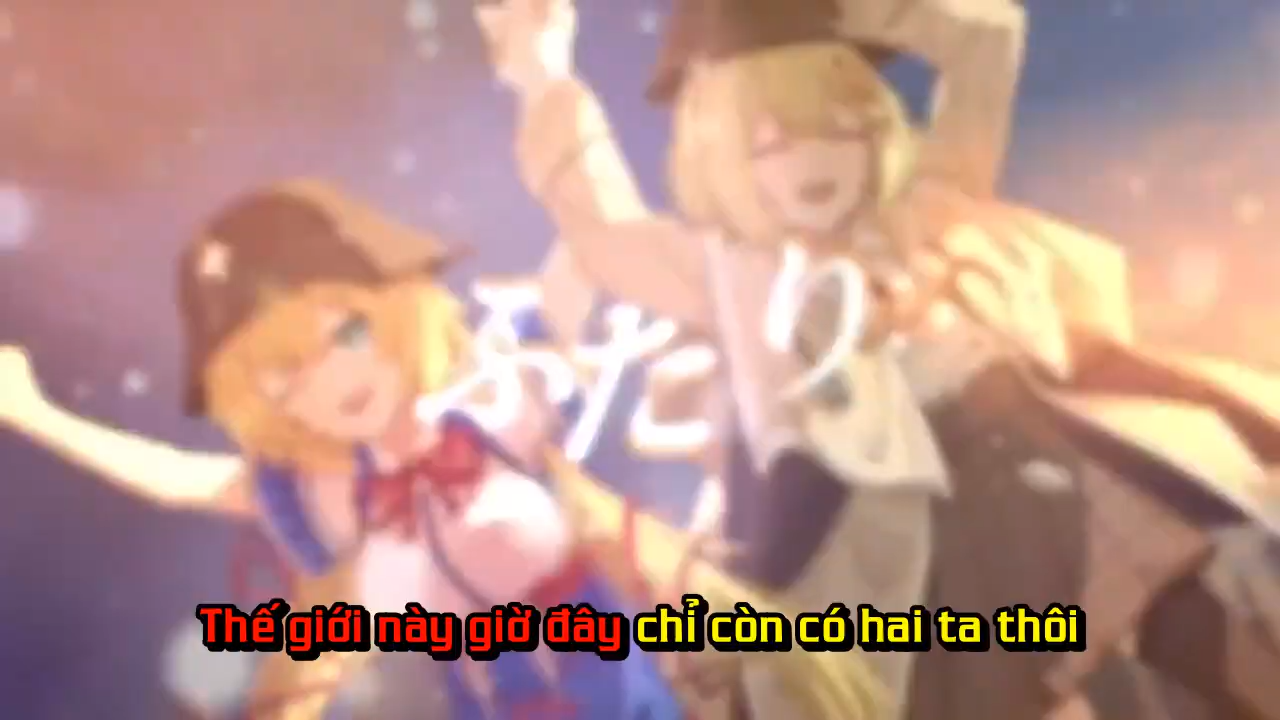 ふたり
Thế giới này giờ đây chỉ còn có hai ta thôi